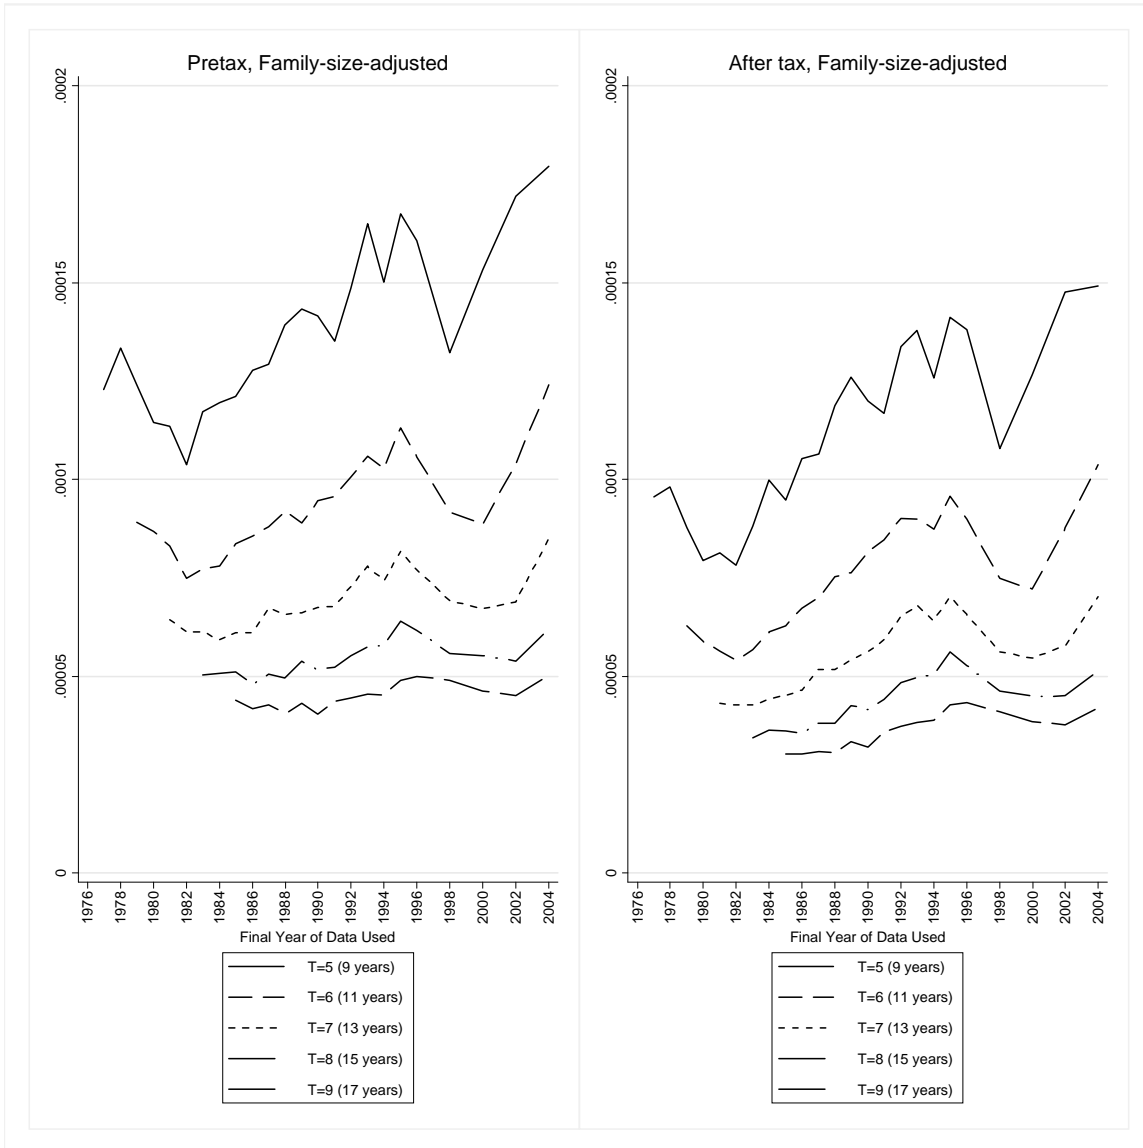 Pretax, Family-size-adjusted
.0002
.00015
.0001
.00005
0
1976 1978 1980 1982 1984 1986 1988 1990 1992 1994 1996 1998 2000 2002 2004
Final Year of Data Used
T=5 (9 years)
T=6 (11 years)
T=7 (13 years)
T=8 (15 years)
T=9 (17 years)
After tax, Family-size-adjusted
.0002
.00015
.0001
.00005
0
1976 1978 1980 1982 1984 1986 1988 1990 1992 1994 1996 1998 2000 2002 2004
Final Year of Data Used
T=5 (9 years)
T=6 (11 years)
T=7 (13 years)
T=8 (15 years)
T=9 (17 years)